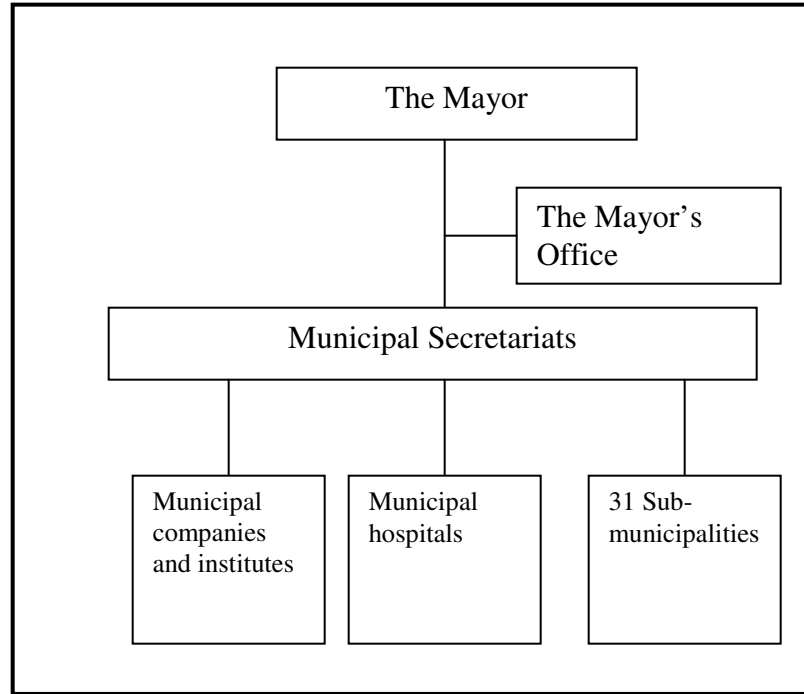 The Mayor
The Mayor’s
Office
Municipal Secretariats
Municipal
companies
and institutes
Municipal
hospitals
31 Sub-
municipalities